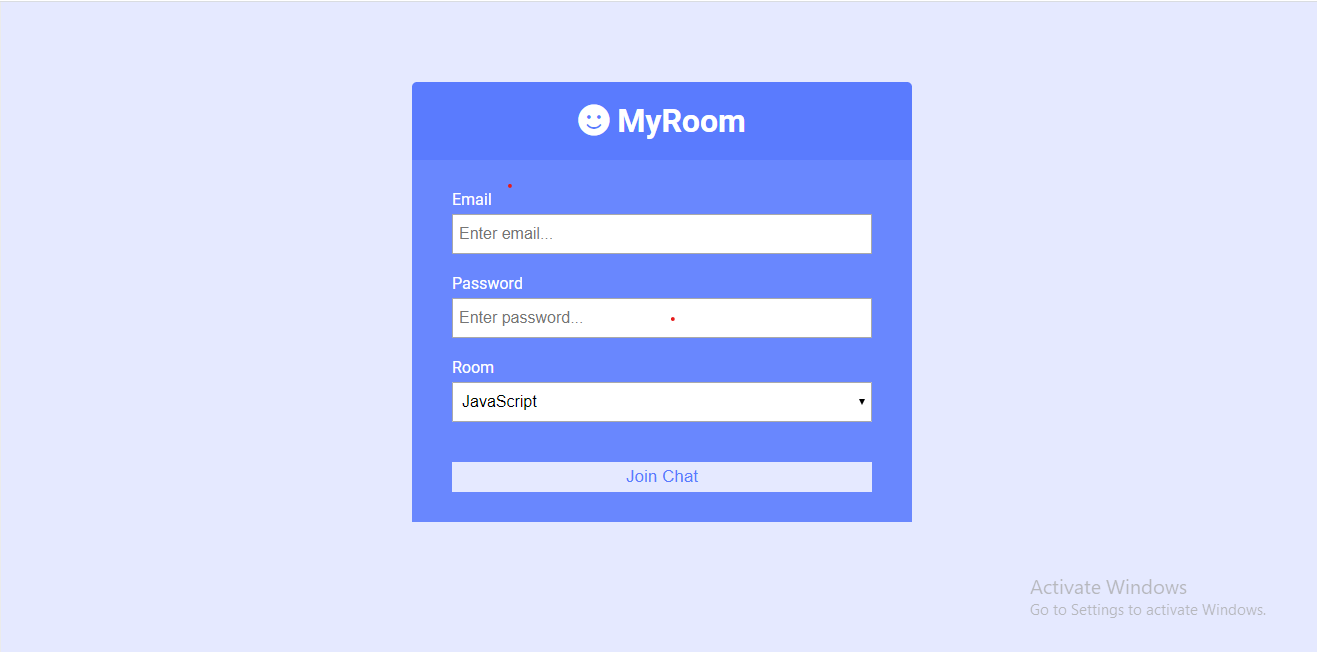 MyRoom
Email
Enter email...
Password
Enter password...
Room
JavaScript
Join Chat
Activate Windows
Go to Settings to activate Windows.